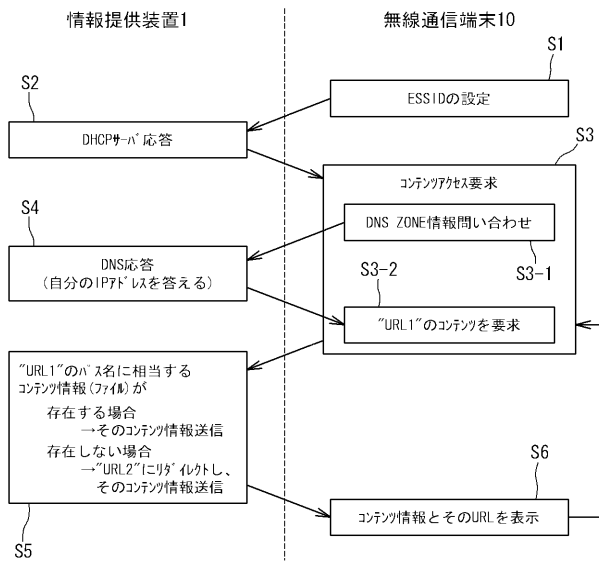 情報提供装置1
無線通信端末10
S1
ESSIDの設定
S2
DHCPｻｰﾊﾞ応答
S3
ｺﾝﾃﾝﾂｱｸｾｽ要求
DNS ZONE情報問い合わせ
S3-1
S4
DNS応答
(自分のIPｱﾄﾞﾚｽを答える)
S3-2
"URL1"のｺﾝﾃﾝﾂを要求
"URL1"のﾊﾟｽ名に相当する
ｺﾝﾃﾝﾂ情報(ﾌｧｲﾙ)が
存在する場合
→そのｺﾝﾃﾝﾂ情報送信
存在しない場合
→"URL2"にﾘﾀﾞｲﾚｸﾄし、
そのｺﾝﾃﾝﾂ情報送信
S5
S6
ｺﾝﾃﾝﾂ情報とそのURLを表示